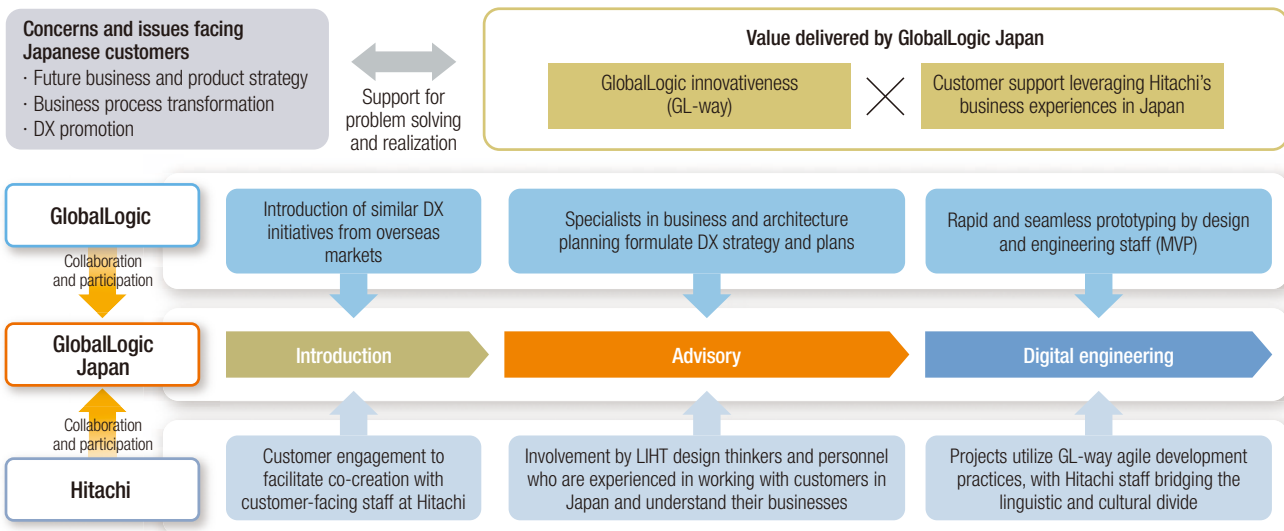 Concerns and issues facing
Japanese customers
· Future business and product strategy
· Business process transformation
· DX promotion
Support for
problem solving
and realization
Value delivered by GlobalLogic Japan
GlobalLogic innovativeness
(GL-way)
Customer support leveraging Hitachi's
business experiences in Japan
GlobalLogic
Introduction of similar DX
initiatives from overseas
markets
Specialists in business and architecture
planning formulate DX strategy and plans
Rapid and seamless prototyping by design
and engineering staff (MVP)
Collaboration
and participation
GlobalLogic
Japan
Introduction
Advisory
Digital engineering
Collaboration
and participation
Hitachi
Customer engagement to
facilitate co-creation with
customer-facing staff at Hitachi
Involvement by LIHT design thinkers and personnel
who are experienced in working with customers in
Japan and understand their businesses
Projects utilize GL-way agile development
practices, with Hitachi staff bridging the
linguistic and cultural divide